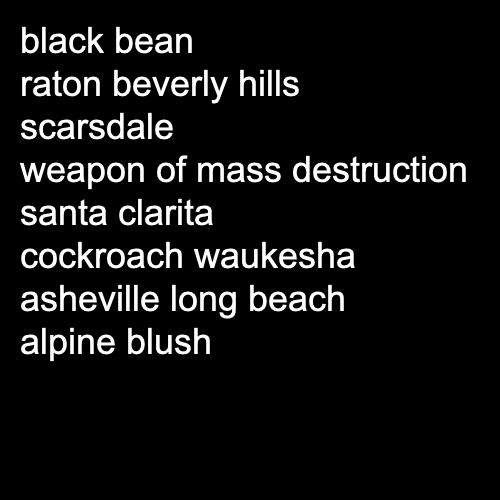 black bean
raton beverly hills
scarsdale
weapon of mass destruction
santa clarita
cockroach waukesha
asheville long beach
alpine blush